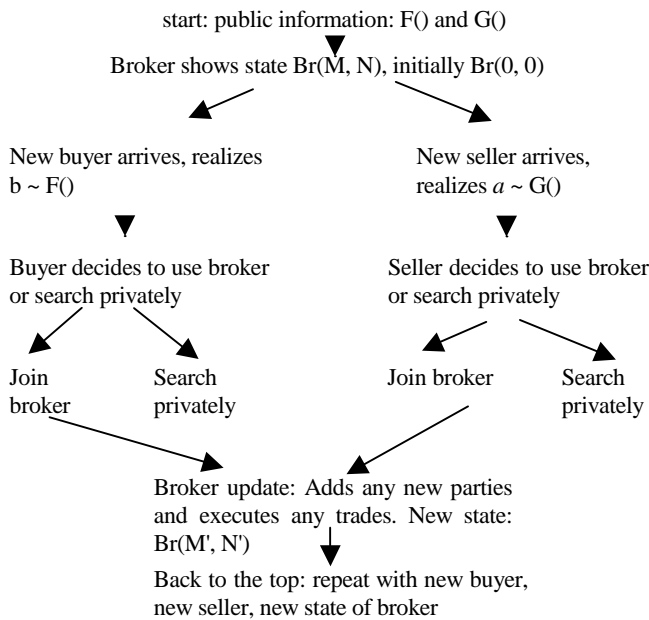 start: public information: F() and G()
Broker shows state Br(M, N), initially Br(0, 0)
New buyer arrives, realizes
b ~ F()
New seller arrives,
realizes a ~ G()
Buyer decides to use broker
or search privately
Seller decides to use broker
or search privately
Join
broker
Search
privately
Join broker
Search
privately
Broker update: Adds any new parties
and executes any trades. New state:
Br(M', N')
Back to the top: repeat with new buyer,
new seller, new state of broker